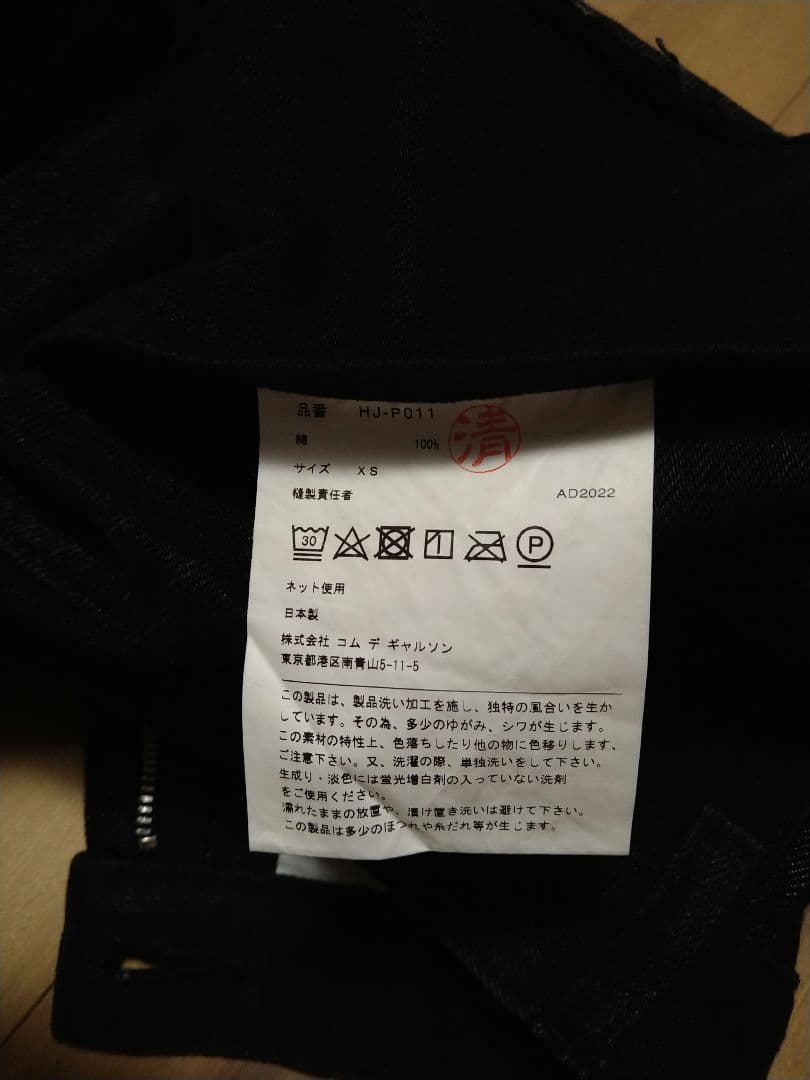 品番 HJ-P011
綿 100%
清
サイズ XS
縫製責任者 AD2022
30 P
ネット使用
日本製
株式会社 コム デ ギャルソン
東京都港区南青山5-11-5
この製品は、製品洗い加工を施し、独特の風合いを生か
しています。その為、多少のゆがみ、シワが生じます。
この素材の特性上、色落ちしたり他の物に色移りします、
ご注意下さい。又、洗濯の際、単独洗いをして下さい。
生成り・淡色には蛍光増白剤の入っていない洗剤
をご使用ください。
濡れたままの放置や、漬け置き洗いは避けて下さい。
この製品は多少のほつれや糸だれ等が生じます。